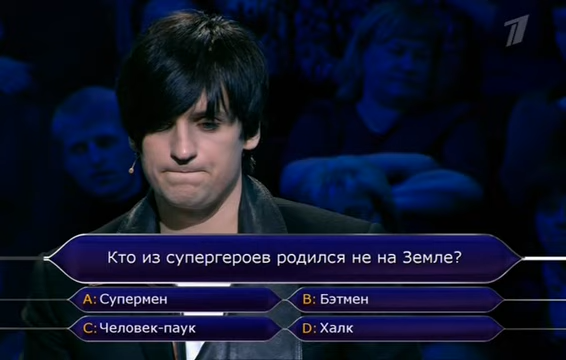 Кто из супергероев родился не на Земле?
A: Супермен
B: Бэтмен
C: Человек-паук
D: Халк